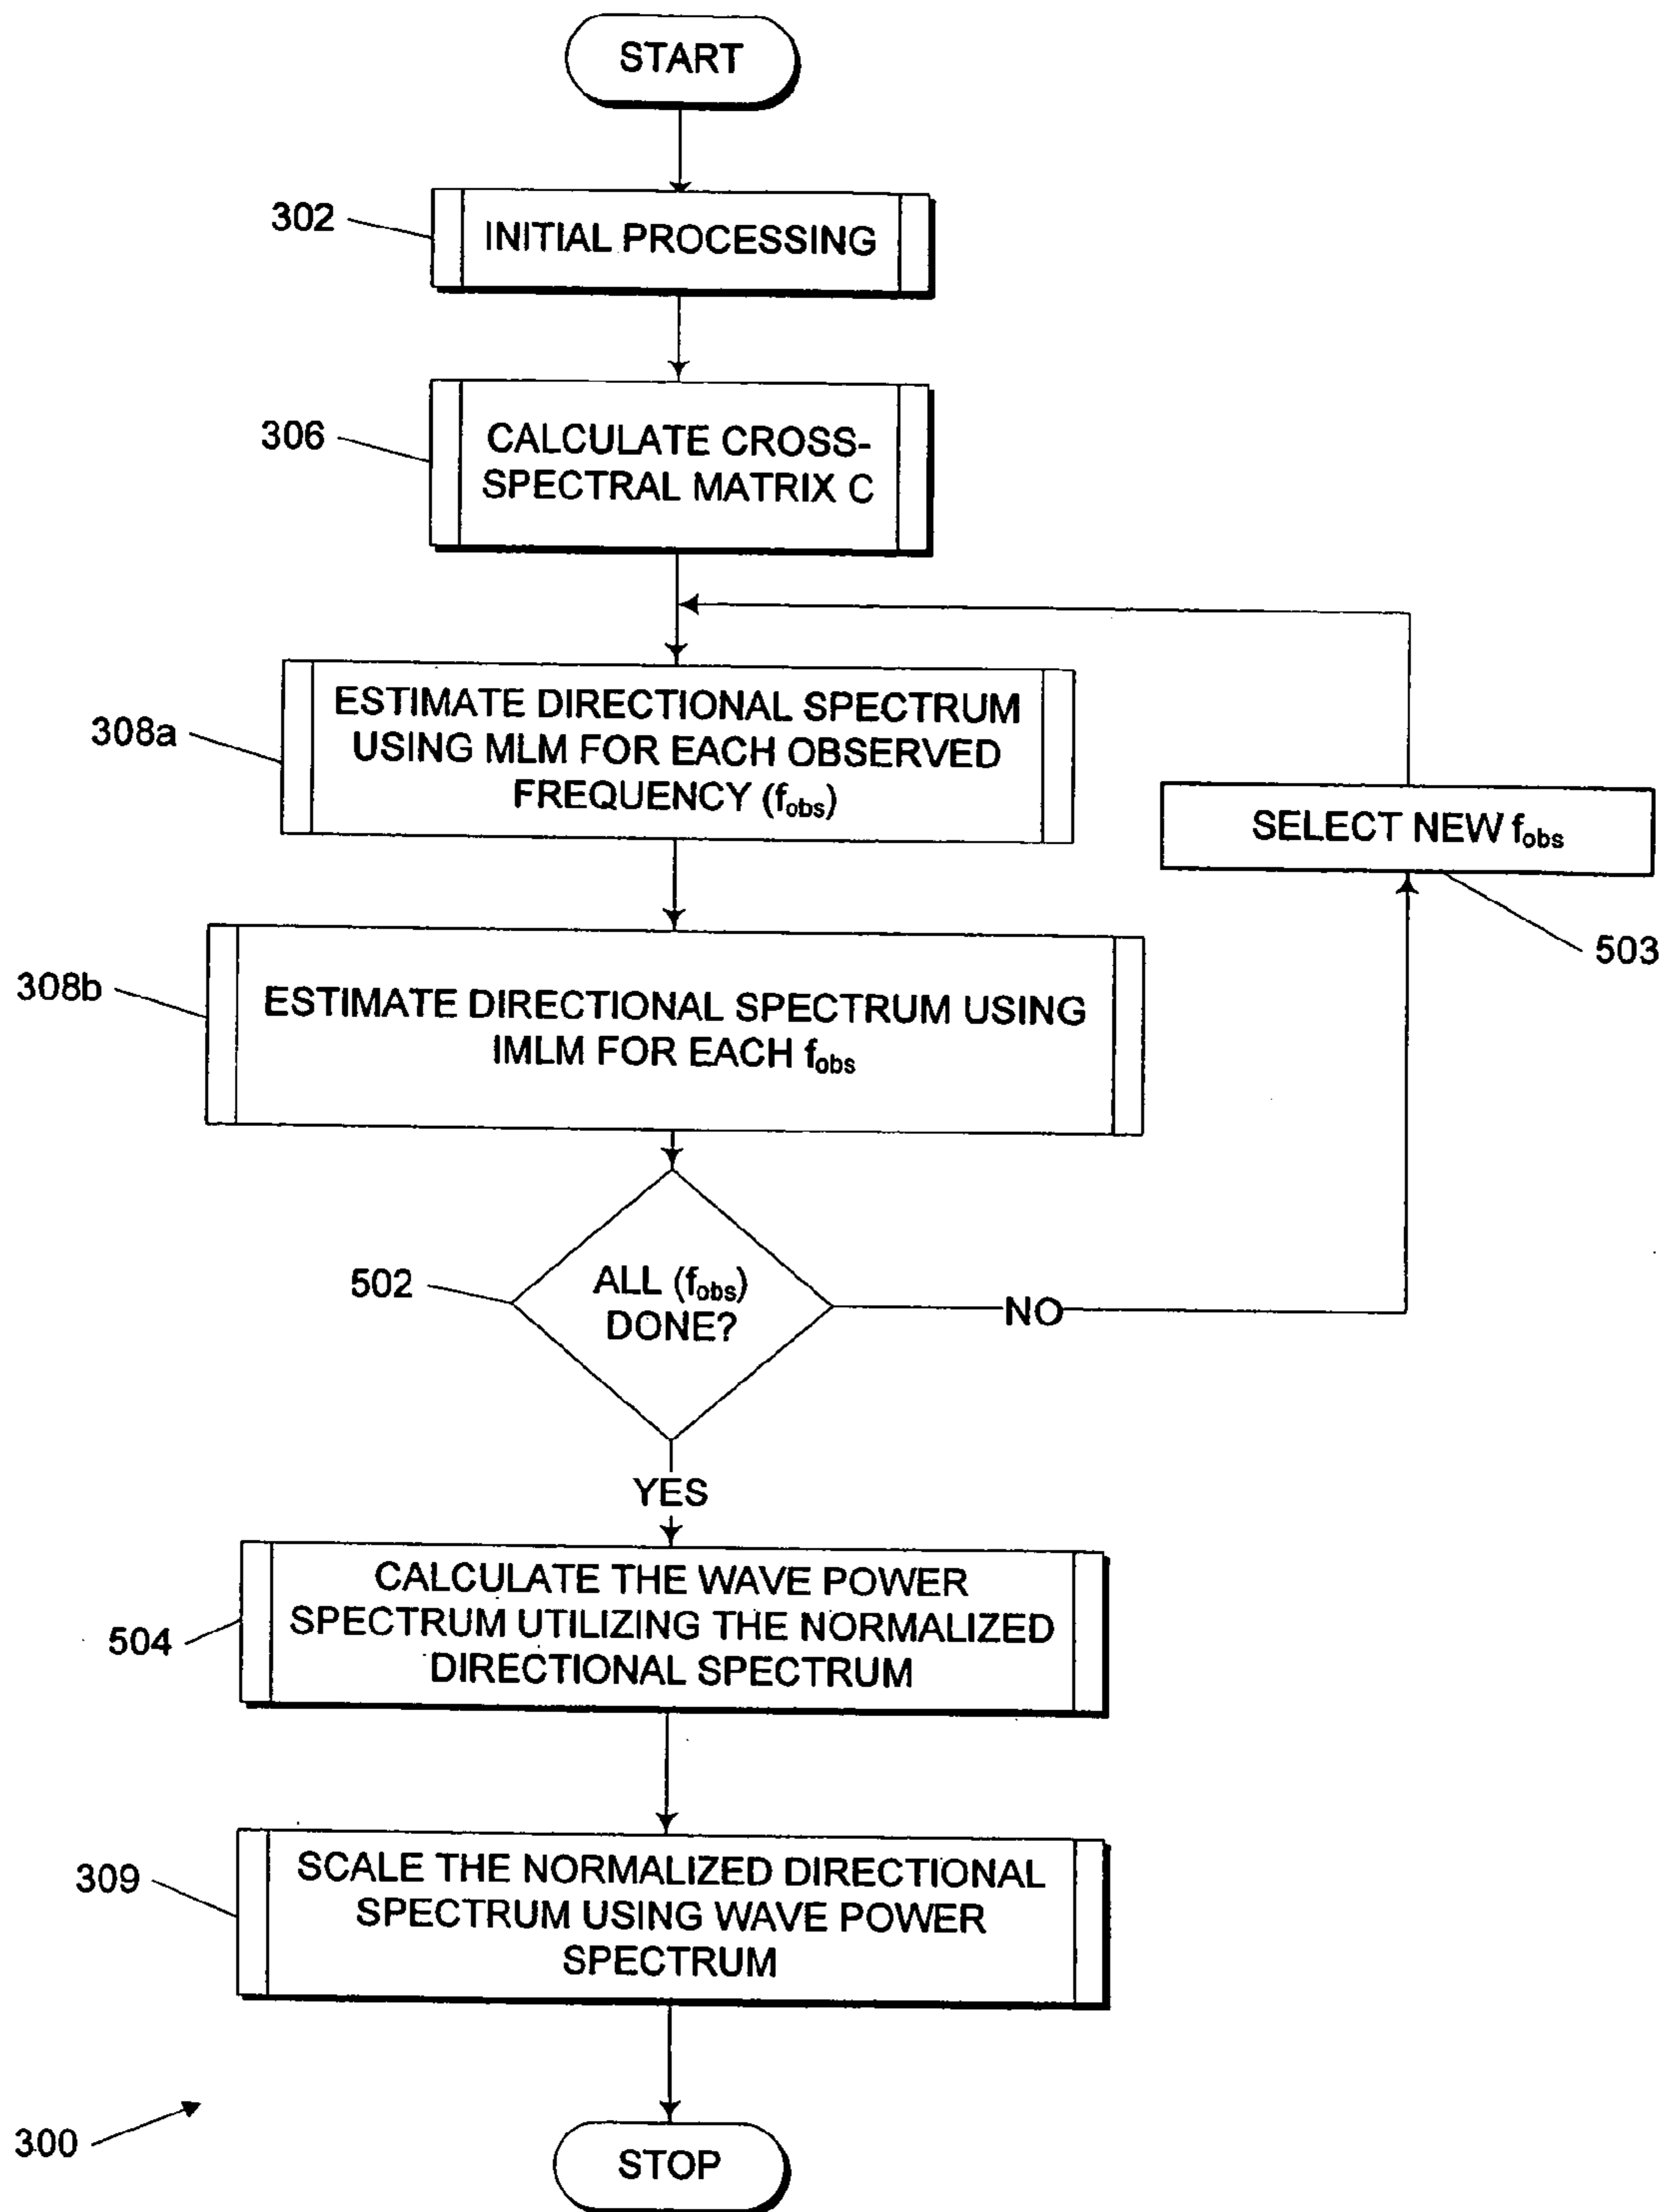 START
302
INITIAL PROCESSING
306
CALCULATE CROSS-
SPECTRAL MATRIX C
308a
ESTIMATE DIRECTIONAL SPECTRUM
USING MLM FOR EACH OBSERVED
FREQUENCY (fobs)
SELECT NEW fobs
503
308b
ESTIMATE DIRECTIONAL SPECTRUM USING
IMLM FOR EACH fobs
502
ALL (fobs)
DONE?
NO
YES
504
CALCULATE THE WAVE POWER
SPECTRUM UTILIZING THE NORMALIZED
DIRECTIONAL SPECTRUM
309
SCALE THE NORMALIZED DIRECTIONAL
SPECTRUM USING WAVE POWER
SPECTRUM
300
STOP